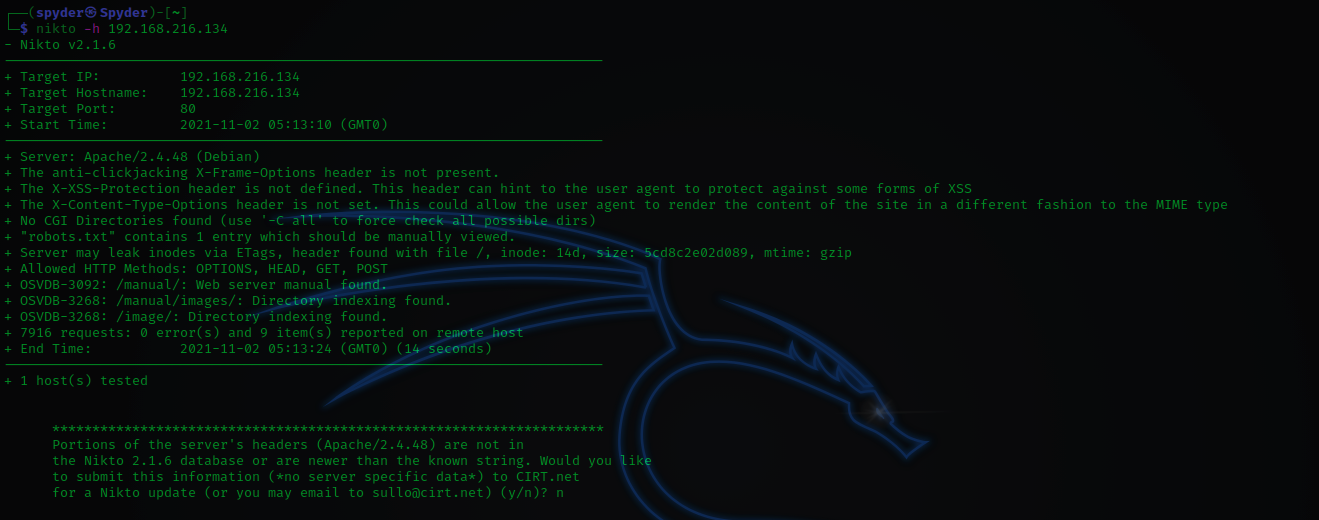 ┌──(spyder㉿Spyder)-[~]
└─$ nikto -h 192.168.216.134
- Nikto v2.1.6
---------------------------------------------------------------------------
+ Target IP:          192.168.216.134
+ Target Hostname:    192.168.216.134
+ Target Port:        80
+ Start Time:         2021-11-02 05:13:10 (GMT0)
---------------------------------------------------------------------------
+ Server: Apache/2.4.48 (Debian)
+ The anti-clickjacking X-Frame-Options header is not present.
+ The X-XSS-Protection header is not defined. This header can hint to the user agent to protect against some forms of XSS
+ The X-Content-Type-Options header is not set. This could allow the user agent to render the content of the site in a different fashion to the MIME type
+ No CGI Directories found (use '-C all' to force check all possible dirs)
+ "robots.txt" contains 1 entry which should be manually viewed.
+ Server may leak inodes via ETags, header found with file /, inode: 14d, size: 5cd8c2e02d089, mtime: gzip
+ Allowed HTTP Methods: OPTIONS, HEAD, GET, POST
+ OSVDB-3092: /manual/: Web server manual found.
+ OSVDB-3268: /manual/images/: Directory indexing found.
+ OSVDB-3268: /image/: Directory indexing found.
+ 7916 requests: 0 error(s) and 9 item(s) reported on remote host
+ End Time:           2021-11-02 05:13:24 (GMT0) (14 seconds)
---------------------------------------------------------------------------
+ 1 host(s) tested
*********************************************************************
Portions of the server's headers (Apache/2.4.48) are not in
the Nikto 2.1.6 database or are newer than the known string. Would you like
to submit this information (*no server specific data*) to CIRT.net
for a Nikto update (or you may email to sullo@cirt.net) (y/n)? n